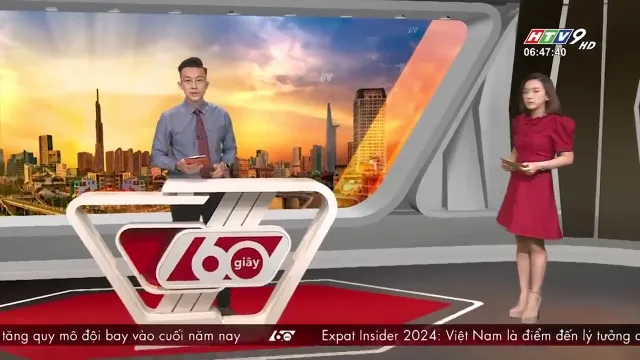 HTV9 HD
06:47:40
60 giây
tăng quy mô đội bay vào cuối năm nay 60 Expat Insider 2024: Việt Nam là điểm đến lý tưởng